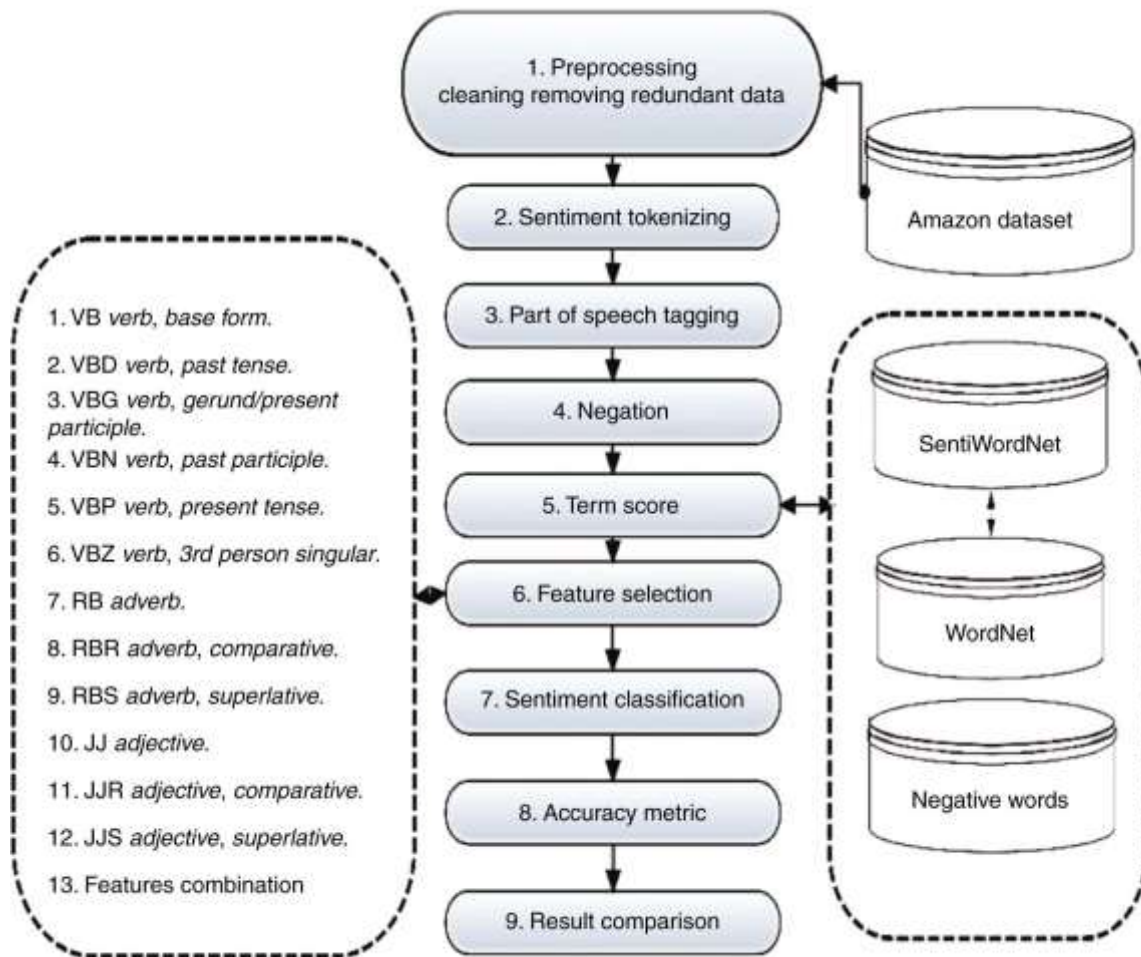 1. Preprocessing
cleaning removing redundant data
Amazon dataset
2. Sentiment tokenizing
3. Part of speech tagging
4. Negation
5. Term score
6. Feature selection
7. Sentiment classification
8. Accuracy metric
9. Result comparison
1. VB verb, base form.
2. VBD verb, past tense.
3. VBG verb, gerund/present
participle.
4. VBN verb, past participle.
5. VBP verb, present tense.
6. VBZ verb, 3rd person singular.
7. RB adverb.
8. RBR adverb, comparative.
9. RBS adverb, superlative.
10. JJ adjective.
11. JJR adjective, comparative.
12. JJS adjective, superlative.
13. Features combination
SentiWordNet
WordNet
Negative words